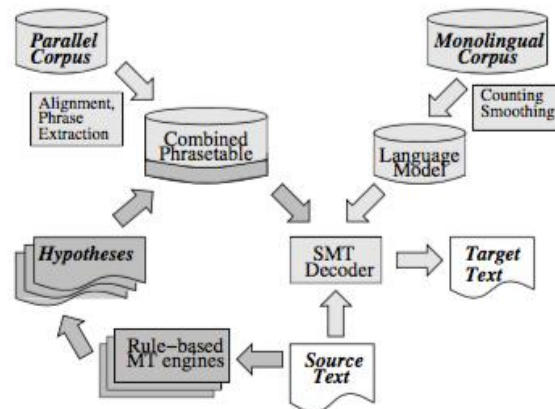 Parallel
Corpus
Monolingual
Corpus
Alignment,
Phrase
Extraction
Counting
Smoothing
Combined
Phrasetable
Language
Model
Hypotheses
SMT
Decoder
Target
Text
Rule-based
MT engines
Source
Text